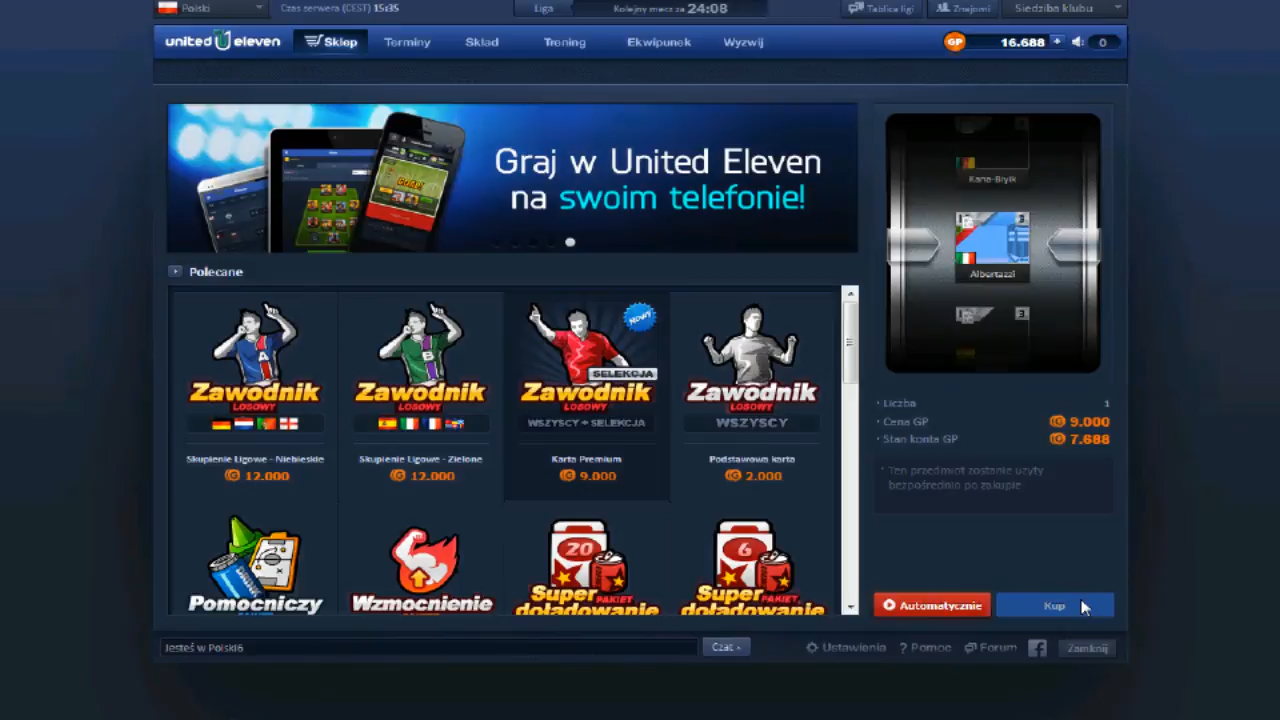 Polski
Czas serwera (CEST) 15:35
Liga
Kolejny mecz za 24:08
Tablica ligi
Znajomi
Siedziba klubu
united eleven
Sklep
Terminy
Skład
Trening
Ekwipunek
Wyzwij
GP 16.688 +
0
Graj w United Eleven
na swoim telefonie!
Kana-Biyik
3
Albertazzi
3
Polecane
A
Zawodnik
LOSOWY
Skupienie Ligowe - Niebieskie
12.000
B
Zawodnik
LOSOWY
Skupienie Ligowe - Zielone
12.000
Nowy
SELEKCJA
Zawodnik
LOSOWY
WSZYSCY + SELEKCJA
Karta Premium
9.000
Zawodnik
LOSOWY
WSZYSCY
Podstawowa karta
2.000
Pomocniczy
Wzmocnienie
20
Super PAKIET
doładowanie
6
Super PAKIET
doładowanie
Liczba 1
Cena GP 9.000
Stan konta GP 7.688
* Ten przedmiot zostanie użyty
bezpośrednio po zakupie
Automatycznie
Kup
Jesteś w Polski6
Czat
Ustawienia
? Pomoc
Forum
Zamknij